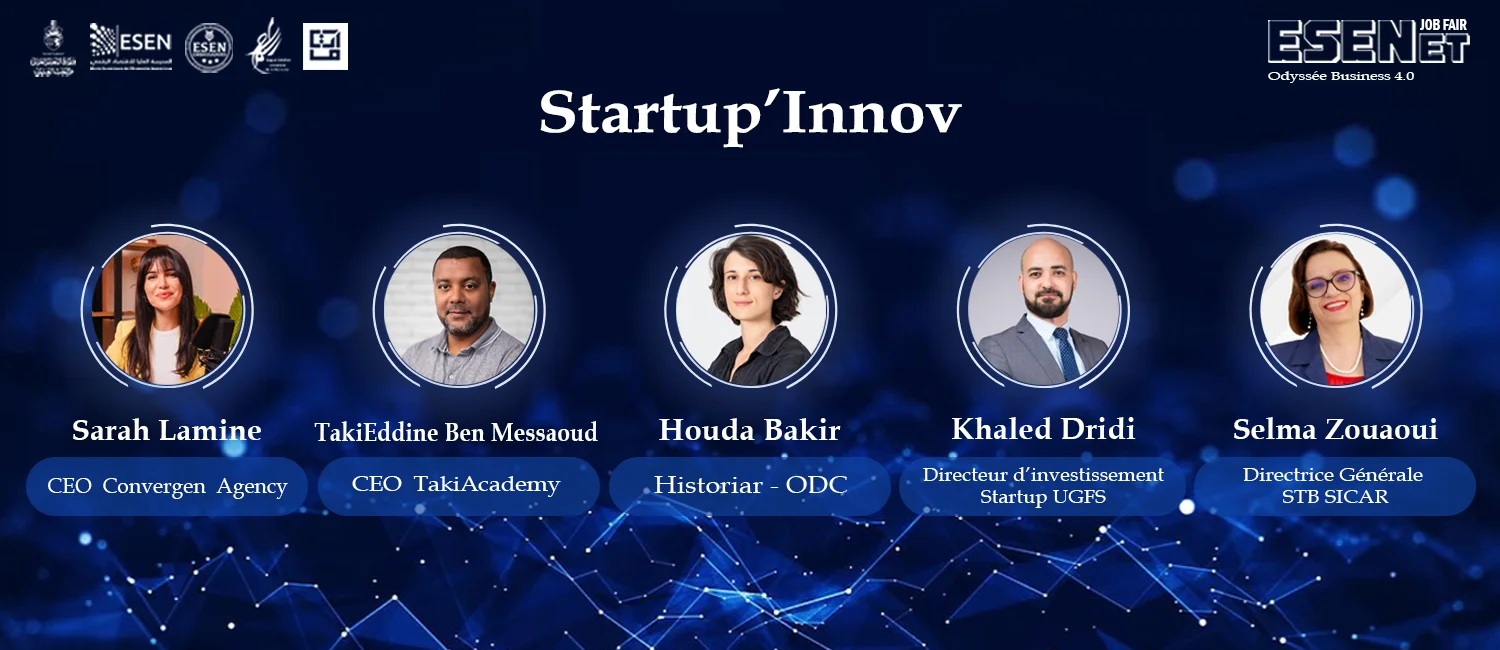 ESEN
ESEN
JOB FAIR
ESENET
Odyssée Business 4.0
Startup’Innov
Sarah Lamine
CEO Convergen Agency
TakiEddine Ben Messaoud
CEO TakiAcademy
Houda Bakir
Historiar - ODC
Khaled Dridi
Directeur d’investissement
Startup UGFS
Selma Zouaoui
Directrice Générale
STB SICAR